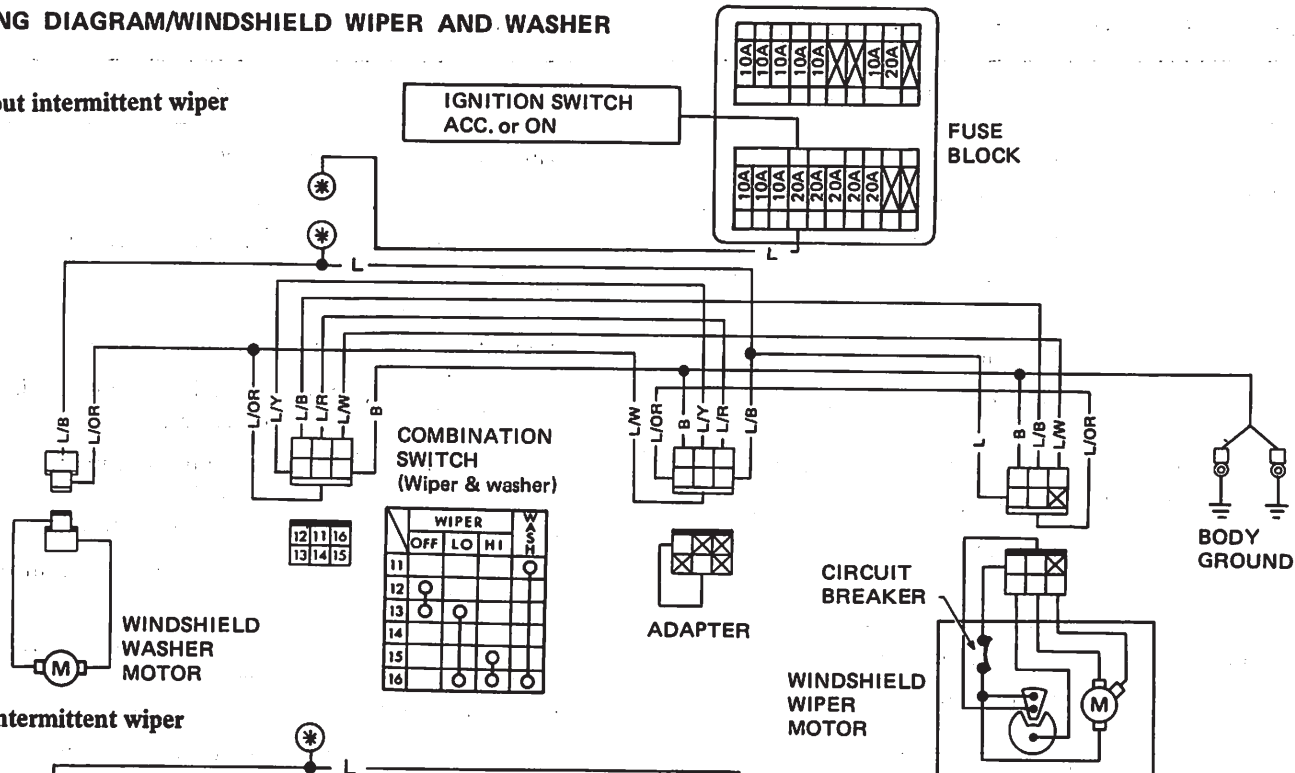 NG DIAGRAM/WINDSHIELD WIPER AND WASHER
out intermittent wiper
IGNITION SWITCH
ACC. or ON
10A 10A 10A 10A 10A 10A 20A
10A 10A 10A 20A 20A 20A 20A 20A
FUSE
BLOCK
L
L
L/B
L/OR
L/OR
L/Y
L/B
L/R
L/W
B
L/W
L/OR
B
L/Y
L/R
L/B
L
B
L/B
L/W
L/OR
COMBINATION
SWITCH
(Wiper & washer)
12 11 16
13 14 15
WIPER
WASH
OFF LO HI
11
12
13
14
15
16
ADAPTER
BODY
GROUND
CIRCUIT
BREAKER
WINDSHIELD
WASHER
MOTOR
M
WINDSHIELD
WIPER
MOTOR
M
ntermittent wiper
L